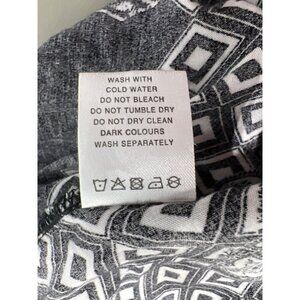 WASH WITH
COLD WATER
DO NOT BLEACH
DO NOT TUMBLE DRY
DO NOT DRY CLEAN
DARK COLOURS
WASH SEPARATELY